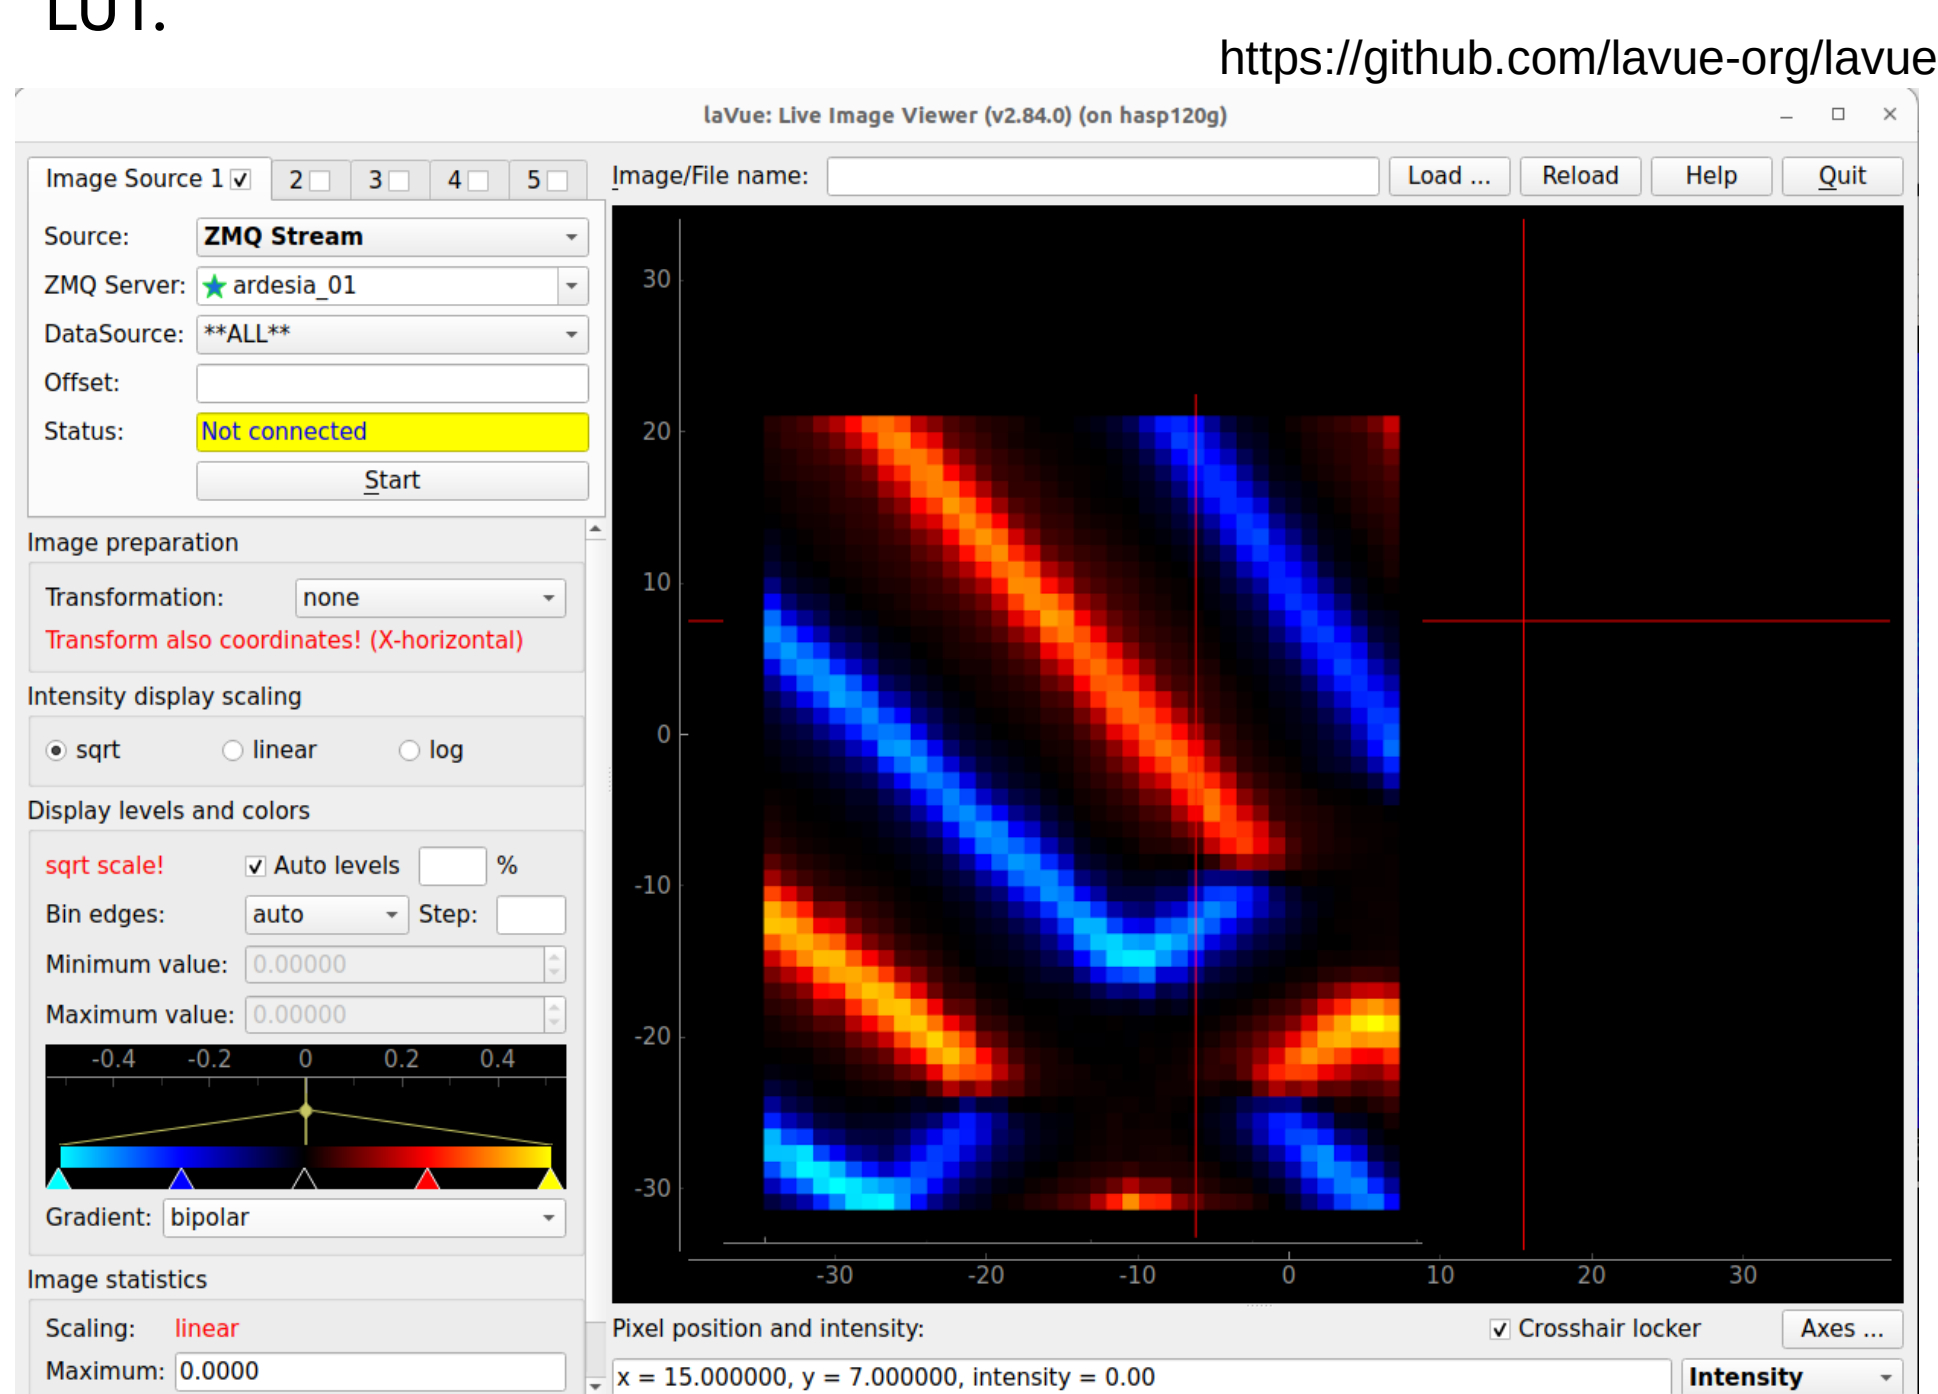 LUT.
https://github.com/lavue-org/lavue
laVue: Live Image Viewer (v2.84.0) (on hasp120g)
Image Source 1 2 3 4 5
Image/File name: Load ... Reload Help Quit
Source: ZMQ Stream
ZMQ Server: ardesia_01
DataSource: **ALL**
Offset:
Status: Not connected
Start
Image preparation
Transformation: none
Transform also coordinates! (X-horizontal)
Intensity display scaling
sqrt linear log
Display levels and colors
sqrt scale! Auto levels %
Bin edges: auto Step:
Minimum value: 0.00000
Maximum value: 0.00000
-0.4 -0.2 0 0.2 0.4
Gradient: bipolar
Image statistics
Scaling: linear
Maximum: 0.0000
30
20
10
0
-10
-20
-30
-30 -20 -10 0 10 20 30
Pixel position and intensity: Crosshair locker Axes ...
x = 15.000000, y = 7.000000, intensity = 0.00 Intensity